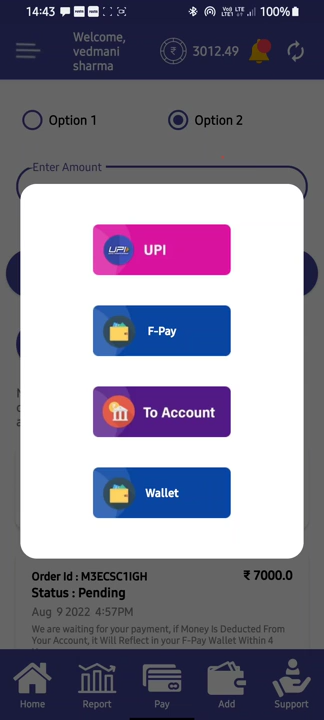 14:43
Vo) LTE1
100%
Welcome,
vedmani
sharma
₹
3012.49
Option 1
Option 2
Enter Amount
UPI
UPI
F-Pay
To Account
Wallet
Order Id : M3ECSC1IGH
₹ 7000.0
Status : Pending
Aug 9 2022 4:57PM
We are waiting for your payment, if Money Is Deducted From
Your Account, it Will Reflect in your F-Pay Wallet Within 4
Home
Report
Pay
Add
Support